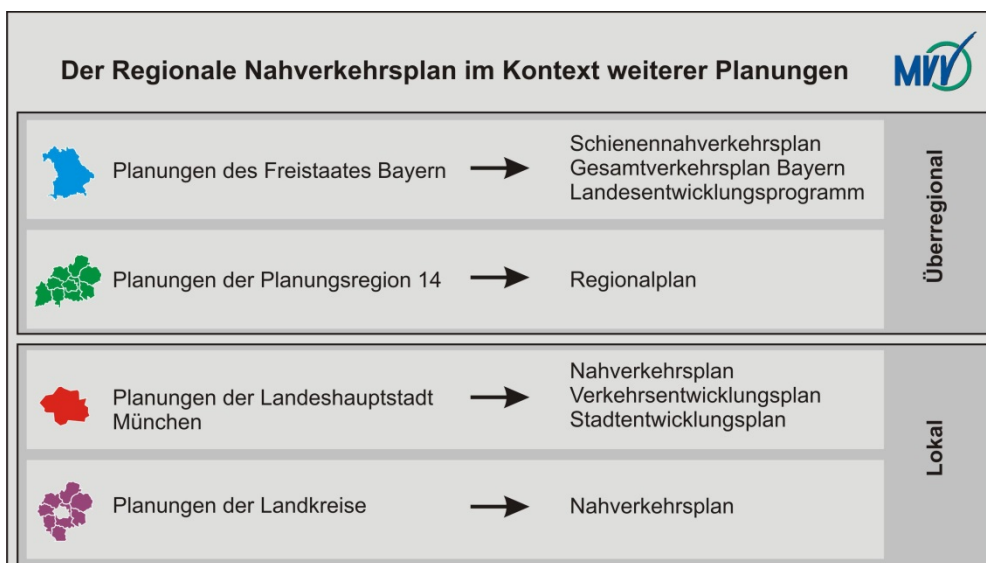 Der Regionale Nahverkehrsplan im Kontext weiterer Planungen
MVV
Planungen des Freistaates Bayern
Schienennahverkehrsplan
Gesamtverkehrsplan Bayern
Landesentwicklungsprogramm
Planungen der Planungsregion 14
Regionalplan
Überregional
Planungen der Landeshauptstadt
München
Nahverkehrsplan
Verkehrsentwicklungsplan
Stadtentwicklungsplan
Planungen der Landkreise
Nahverkehrsplan
Lokal